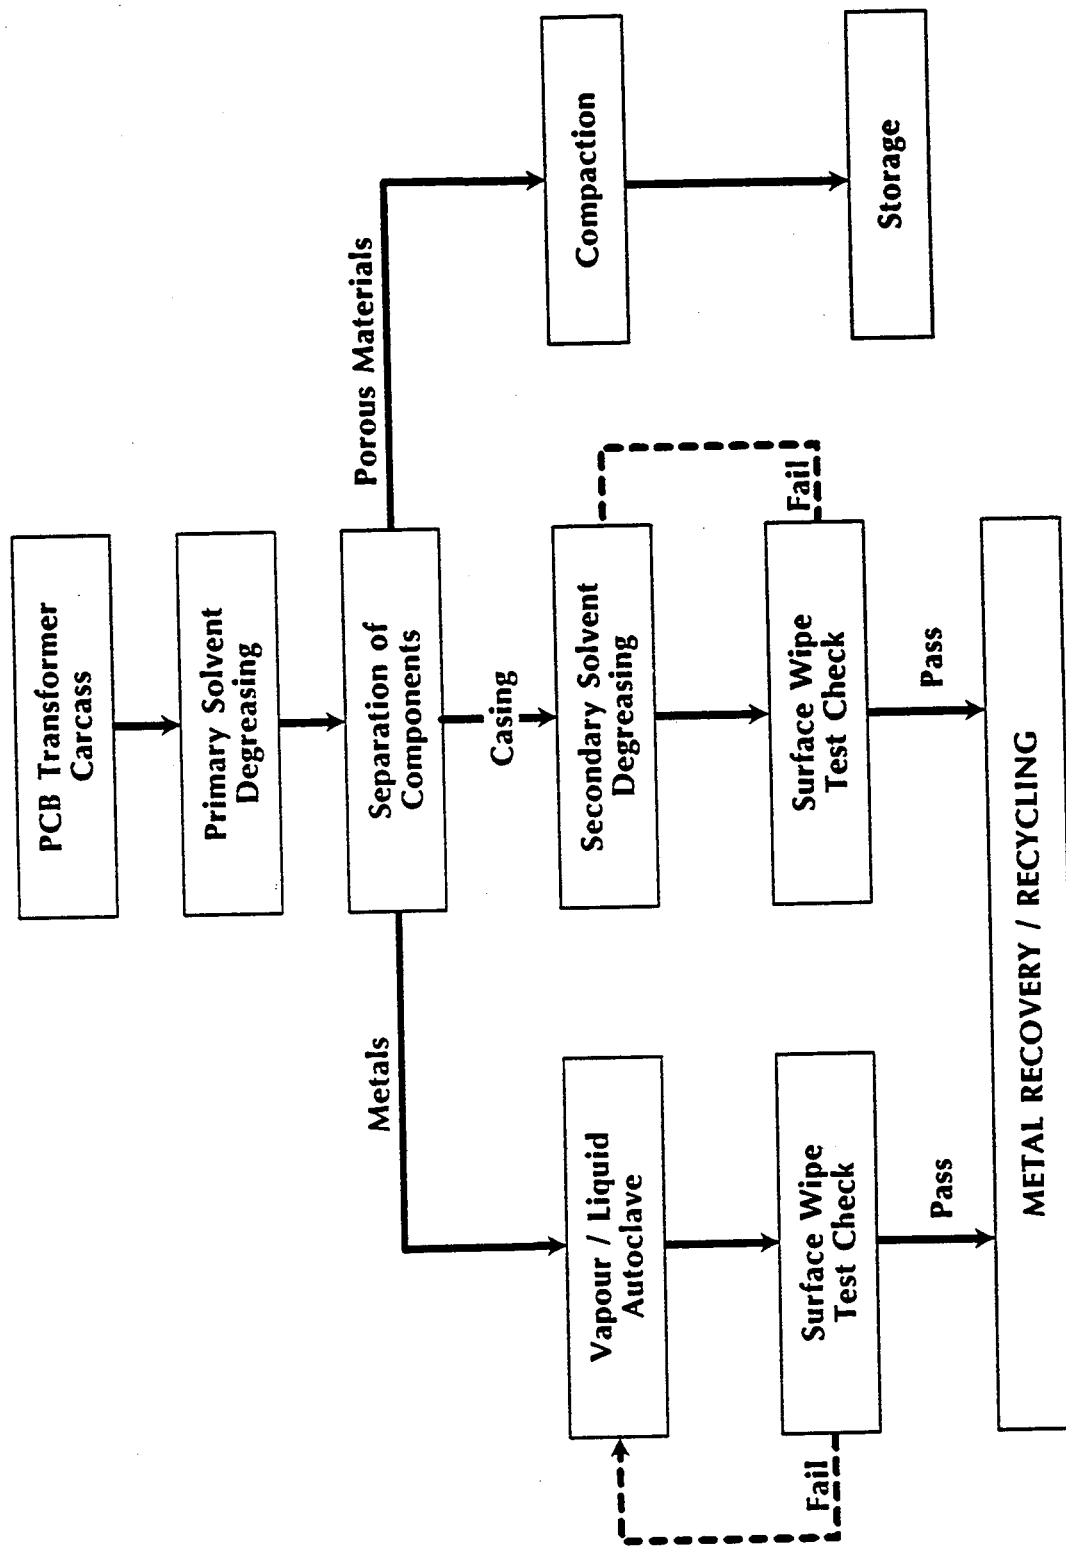 PCB Transformer
Carcass
Primary Solvent
Degreasing
Separation of
Components
Metals
Casing
Porous Materials
Vapour / Liquid
Autoclave
Secondary Solvent
Degreasing
Compaction
Surface Wipe
Test Check
Fail
Surface Wipe
Test Check
Fail
Storage
Pass
Pass
METAL RECOVERY / RECYCLING